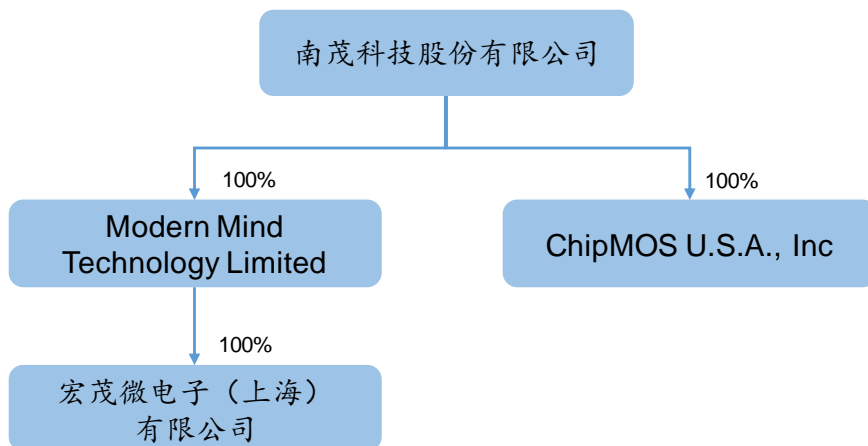 南茂科技股份有限公司
100%
100%
Modern Mind
Technology Limited
ChipMOS U.S.A., Inc
100%
宏茂微电子（上海）
有限公司